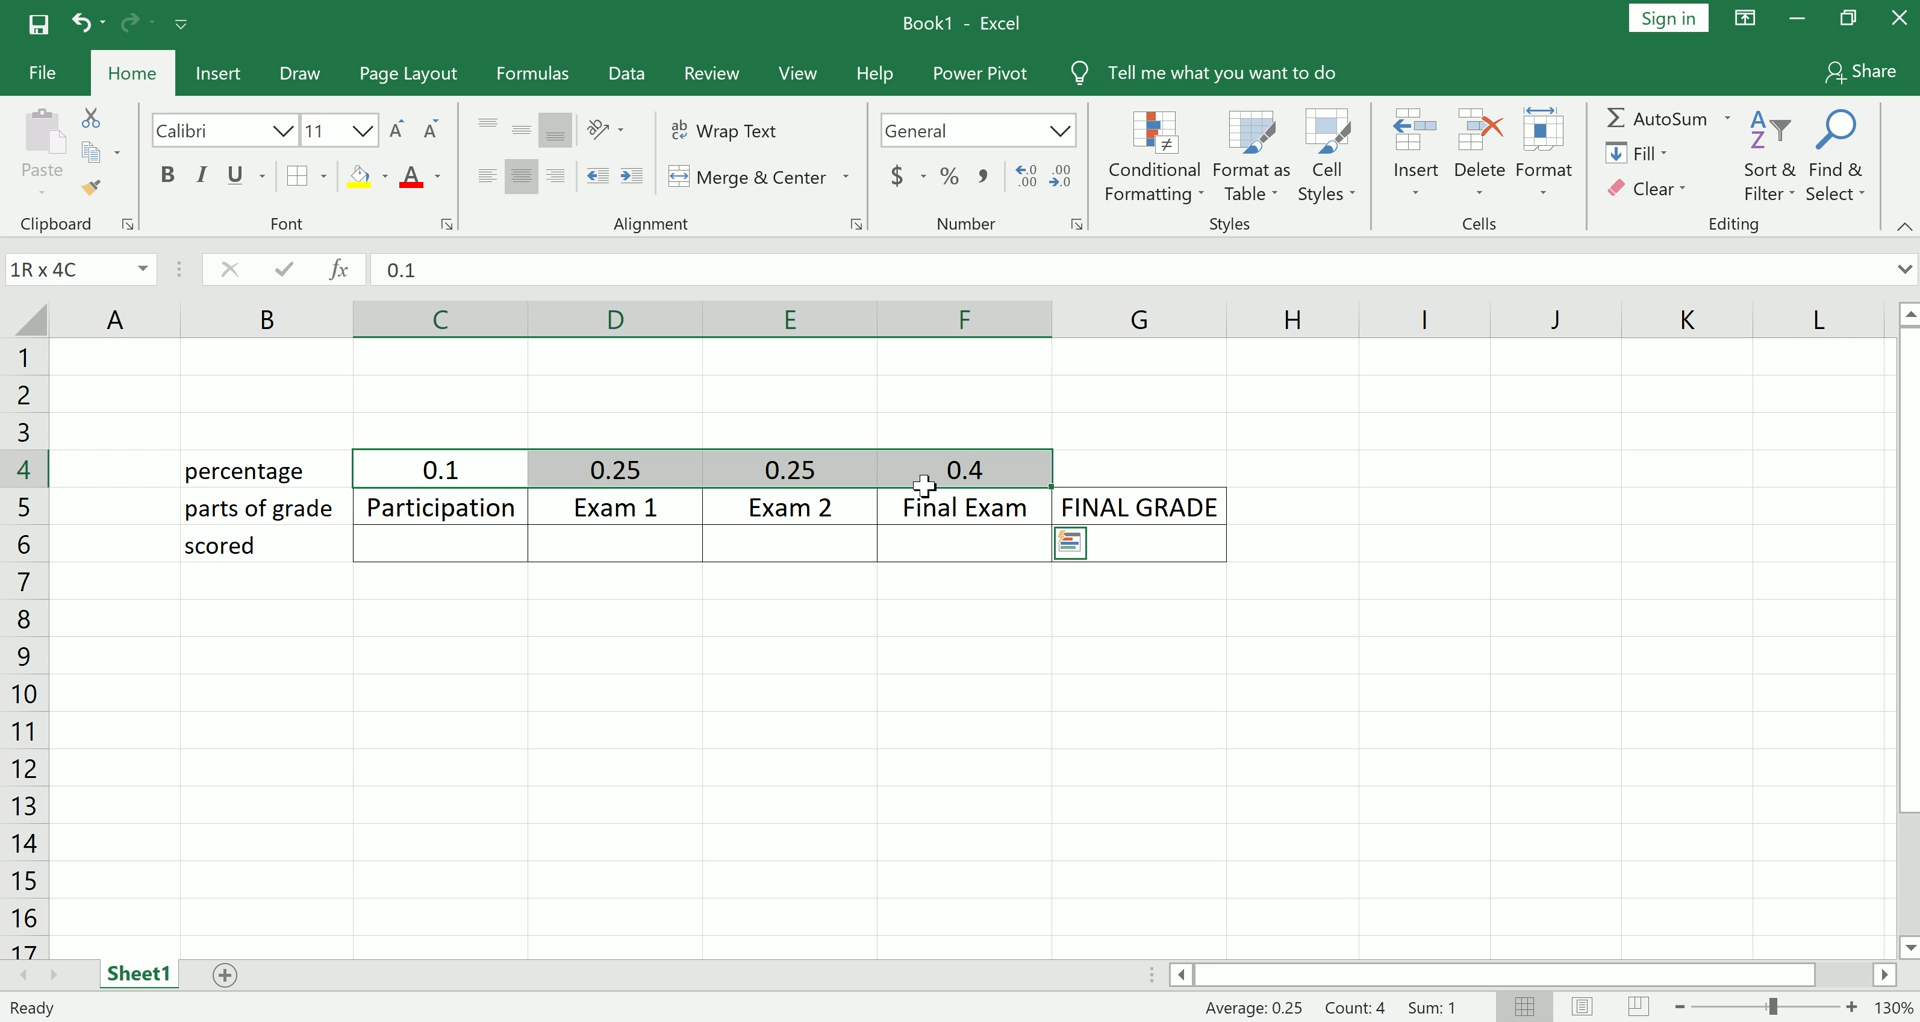 Book1 - Excel
Sign in
File Home Insert Draw Page Layout Formulas Data Review View Help Power Pivot Tell me what you want to do Share
Paste
Clipboard
Calibri 11 A A
B I U A
Font
ab Wrap Text
Merge & Center
Alignment
General
$ % , .00 .00
Number
Conditional Formatting
Format as Table
Cell Styles
Styles
Insert
Delete
Format
Cells
AutoSum
Fill
Clear
Sort & Filter
Find & Select
Editing
1R x 4C fx 0.1
A B C D E F G H I J K L
1
2
3
4 percentage 0.1 0.25 0.25 0.4
5 parts of grade Participation Exam 1 Exam 2 Final Exam FINAL GRADE
6 scored
7
8
9
10
11
12
13
14
15
16
17
Sheet1
Ready Average: 0.25 Count: 4 Sum: 1 130%